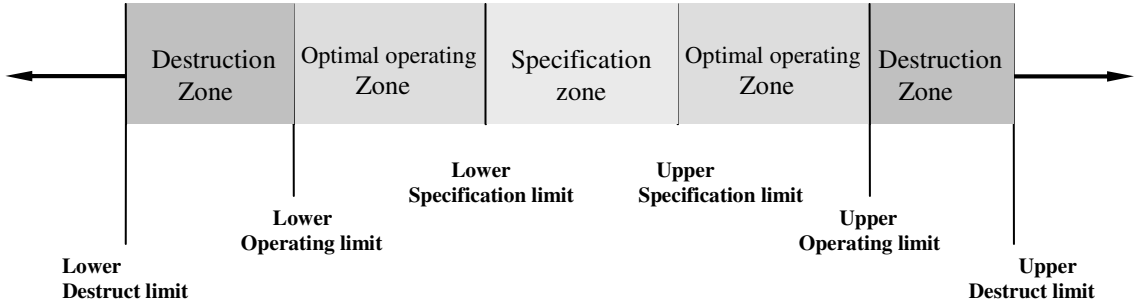 Destruction
Zone
Optimal operating
Zone
Specification
zone
Optimal operating
Zone
Destruction
Zone
Lower
Specification limit
Upper
Specification limit
Lower
Operating limit
Upper
Operating limit
Lower
Destruct limit
Upper
Destruct limit